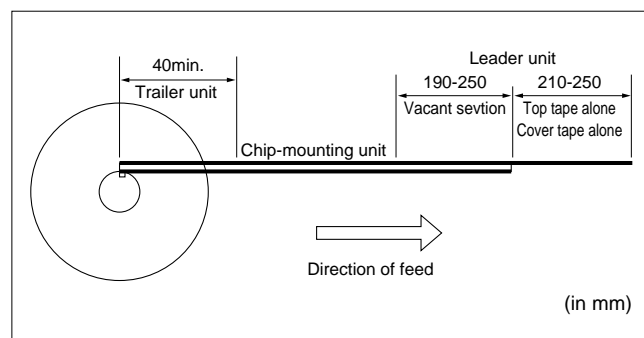 Leader unit
40min.
190-250
210-250
Trailer unit
Vacant sevtion
Top tape alone
Cover tape alone
Chip-mounting unit
Direction of feed
(in mm)